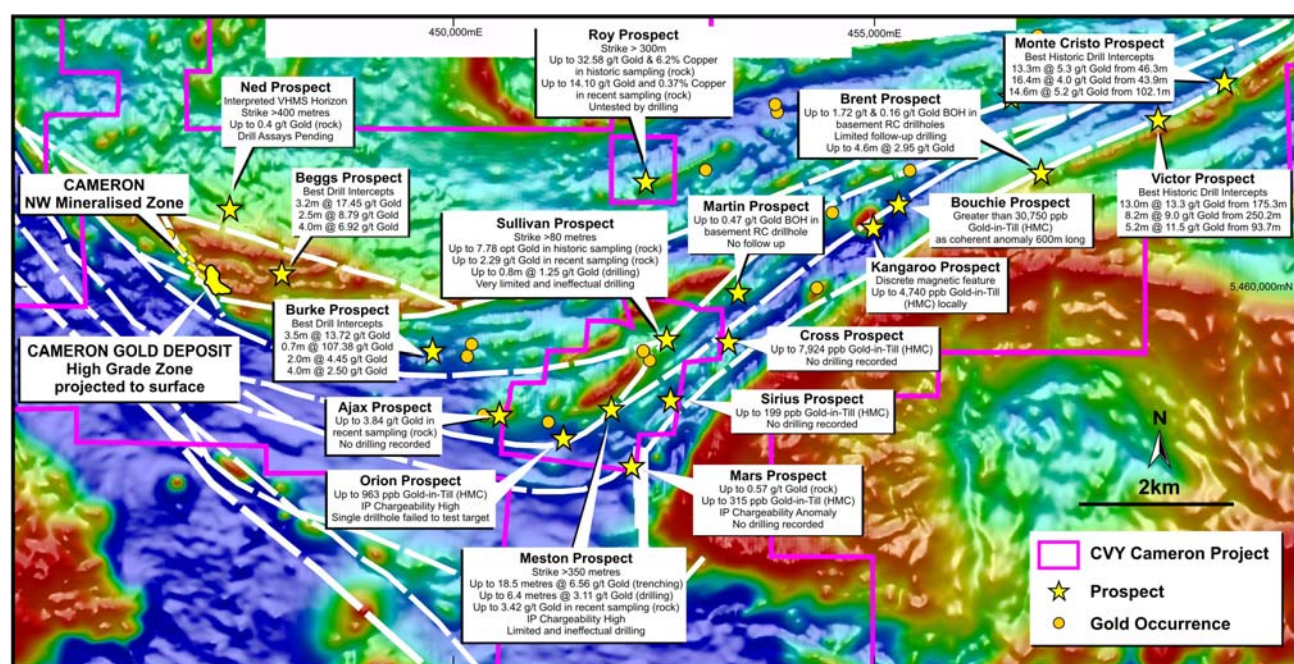 450,000mE
455,000mE
Roy Prospect
Strike > 300m
Up to 32.58 g/t Gold & 6.2% Copper
in historic sampling (rock)
Up to 14.10 g/t Gold and 0.37% Copper
in recent sampling (rock)
Untested by drilling
Monte Cristo Prospect
Best Historic Drill Intercepts
13.3m @ 5.3 g/t Gold from 46.3m
16.4m @ 4.0 g/t Gold from 43.9m
14.6m @ 5.2 g/t Gold from 102.1m
Ned Prospect
Interpreted VHMS Horizon
Strike >400 metres
Up to 0.4 g/t Gold (rock)
Drill Assays Pending
Brent Prospect
Up to 1.72 g/t & 0.16 g/t Gold BOH in
basement RC drillholes
Limited follow-up drilling
Up to 4.6m @ 2.95 g/t Gold
CAMERON
NW Mineralised Zone
Beggs Prospect
Best Drill Intercepts
3.2m @ 17.45 g/t Gold
2.5m @ 8.79 g/t Gold
4.0m @ 6.92 g/t Gold
Victor Prospect
Best Historic Drill Intercepts
13.0m @ 13.3 g/t Gold from 175.3m
8.2m @ 9.0 g/t Gold from 250.2m
5.2m @ 11.5 g/t Gold from 93.7m
Sullivan Prospect
Strike >80 metres
Up to 7.78 opt Gold in historic sampling (rock)
Up to 2.29 g/t Gold in recent sampling (rock)
Up to 0.8m @ 1.25 g/t Gold (drilling)
Very limited and ineffectual drilling
Martin Prospect
Up to 0.47 g/t Gold BOH in
basement RC drillhole
No follow up
Bouchie Prospect
Greater than 30,750 ppb
Gold-in-Till (HMC)
as coherent anomaly 600m long
Kangaroo Prospect
Discrete magnetic feature
Up to 4,740 ppb Gold-in-Till
(HMC) locally
5,460,000mN
Burke Prospect
Best Drill Intercepts
3.5m @ 13.72 g/t Gold
0.7m @ 107.38 g/t Gold
2.0m @ 4.45 g/t Gold
4.0m @ 2.50 g/t Gold
CAMERON GOLD DEPOSIT
High Grade Zone
projected to surface
Cross Prospect
Up to 7,924 ppb Gold-in-Till (HMC)
No drilling recorded
Ajax Prospect
Up to 3.84 g/t Gold in
recent sampling (rock)
No drilling recorded
Sirius Prospect
Up to 199 ppb Gold-in-Till (HMC)
No drilling recorded
Orion Prospect
Up to 963 ppb Gold-in-Till (HMC)
IP Chargeability High
Single drillhole failed to test target
Mars Prospect
Up to 0.57 g/t Gold (rock)
Up to 315 ppb Gold-in-Till (HMC)
IP Chargeability Anomaly
No drilling recorded
Meston Prospect
Strike >350 metres
Up to 18.5 metres @ 6.56 g/t Gold (trenching)
Up to 6.4 metres @ 3.11 g/t Gold (drilling)
Up to 3.42 g/t Gold in recent sampling (rock)
IP Chargeability High
Limited and ineffectual drilling
N
2km
CVY Cameron Project
Prospect
Gold Occurrence